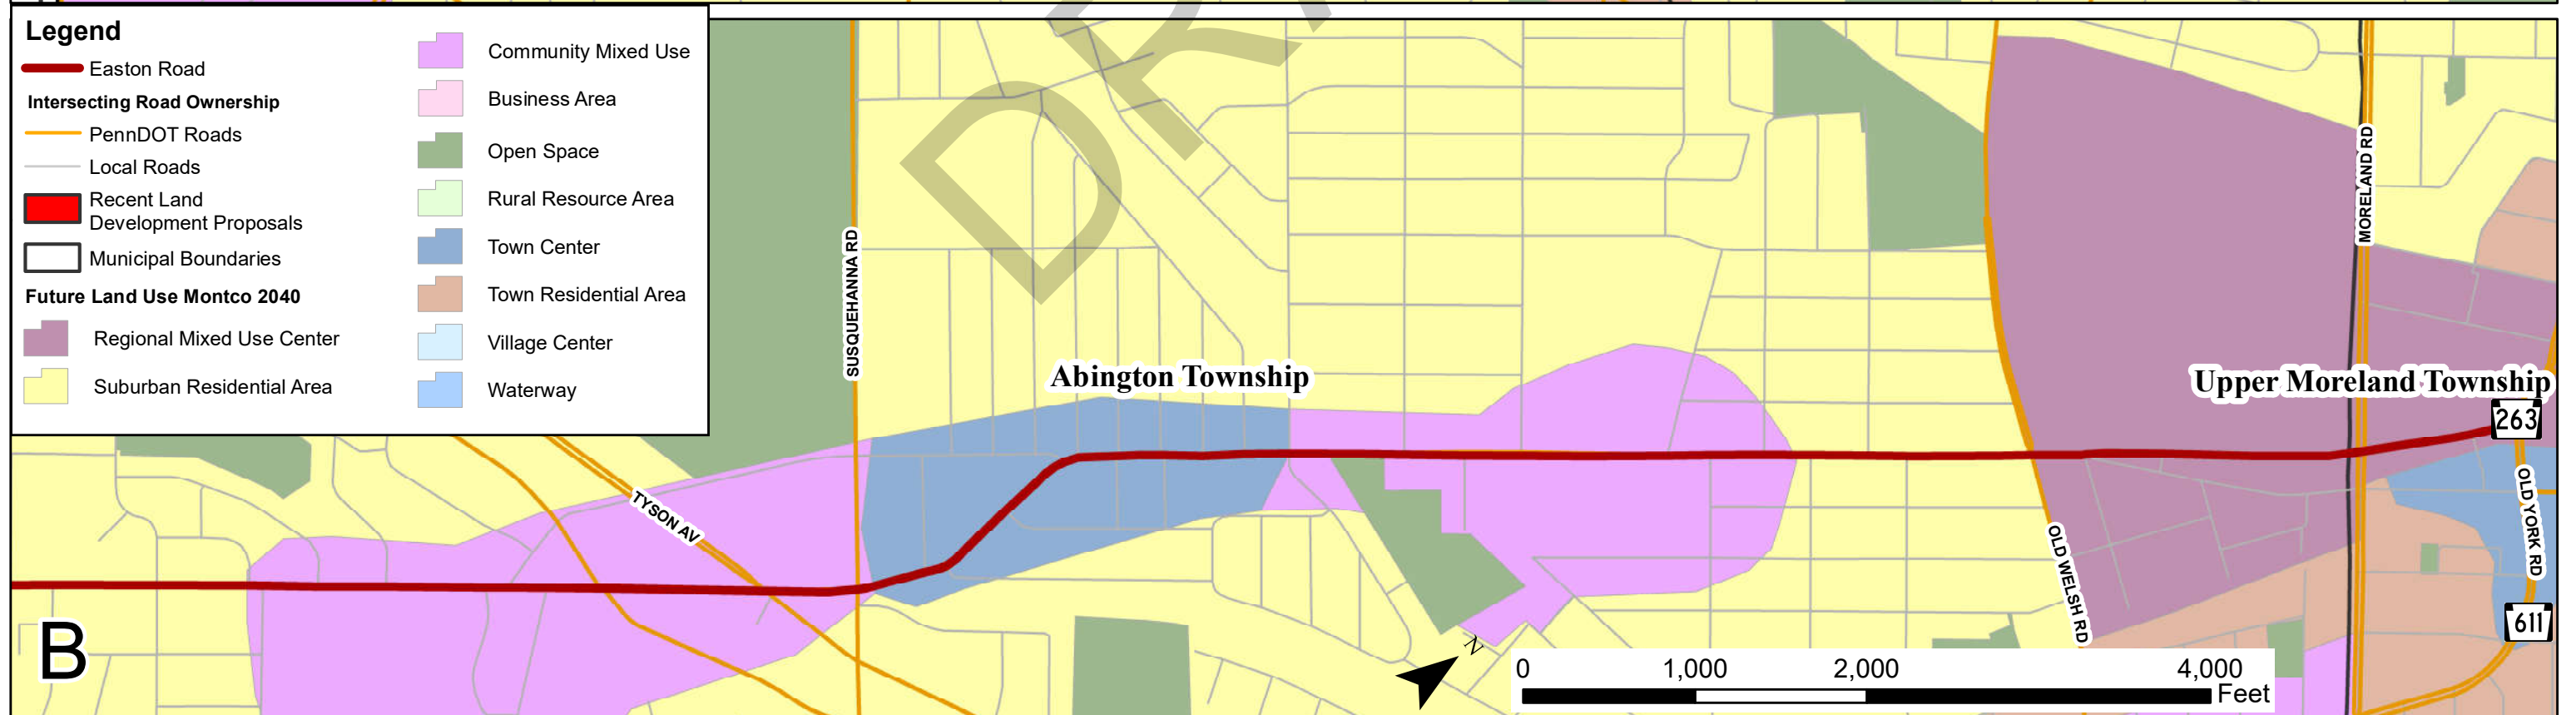 Legend
Easton Road
Intersecting Road Ownership
PennDOT Roads
Local Roads
Recent Land
Development Proposals
Municipal Boundaries
Future Land Use Montco 2040
Regional Mixed Use Center
Suburban Residential Area
Community Mixed Use
Business Area
Open Space
Rural Resource Area
Town Center
Town Residential Area
Village Center
Waterway
DR
SUSQUEHANNA RD
TYSON AV
Abington Township
MORELAND RD
Upper Moreland Township
263
OLD YORK RD
OLD WELSH RD
611
B
N
0 1,000 2,000 4,000
Feet